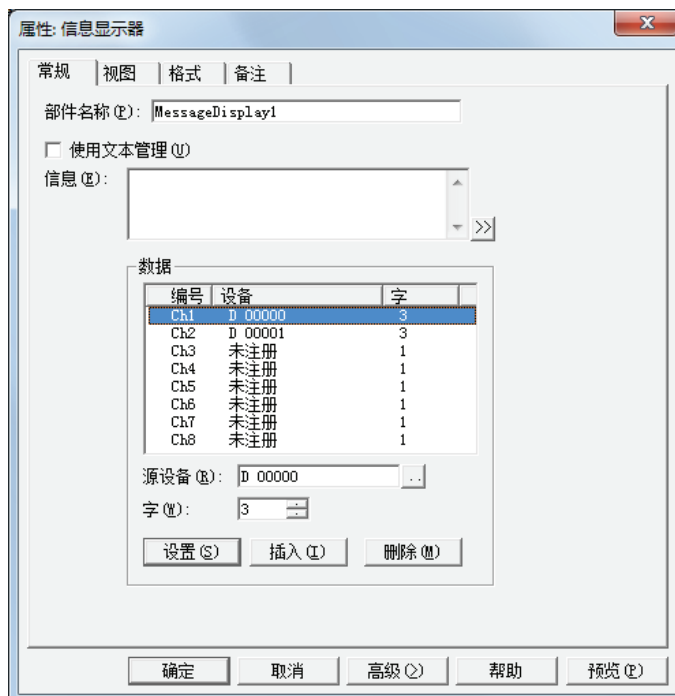 属性: 信息显示器
常规 视图 格式 备注
部件名称(P): MessageDisplay1
使用文本管理(U)
信息(E):
>>
数据
编号 设备 字
Ch1 D 00000 3
Ch2 D 00001 3
Ch3 未注册 1
Ch4 未注册 1
Ch5 未注册 1
Ch6 未注册 1
Ch7 未注册 1
Ch8 未注册 1
源设备(R): D 00000 ..
字(W): 3
设置(S) 插入(I) 删除(M)
确定 取消 高级(>) 帮助 预览(P)